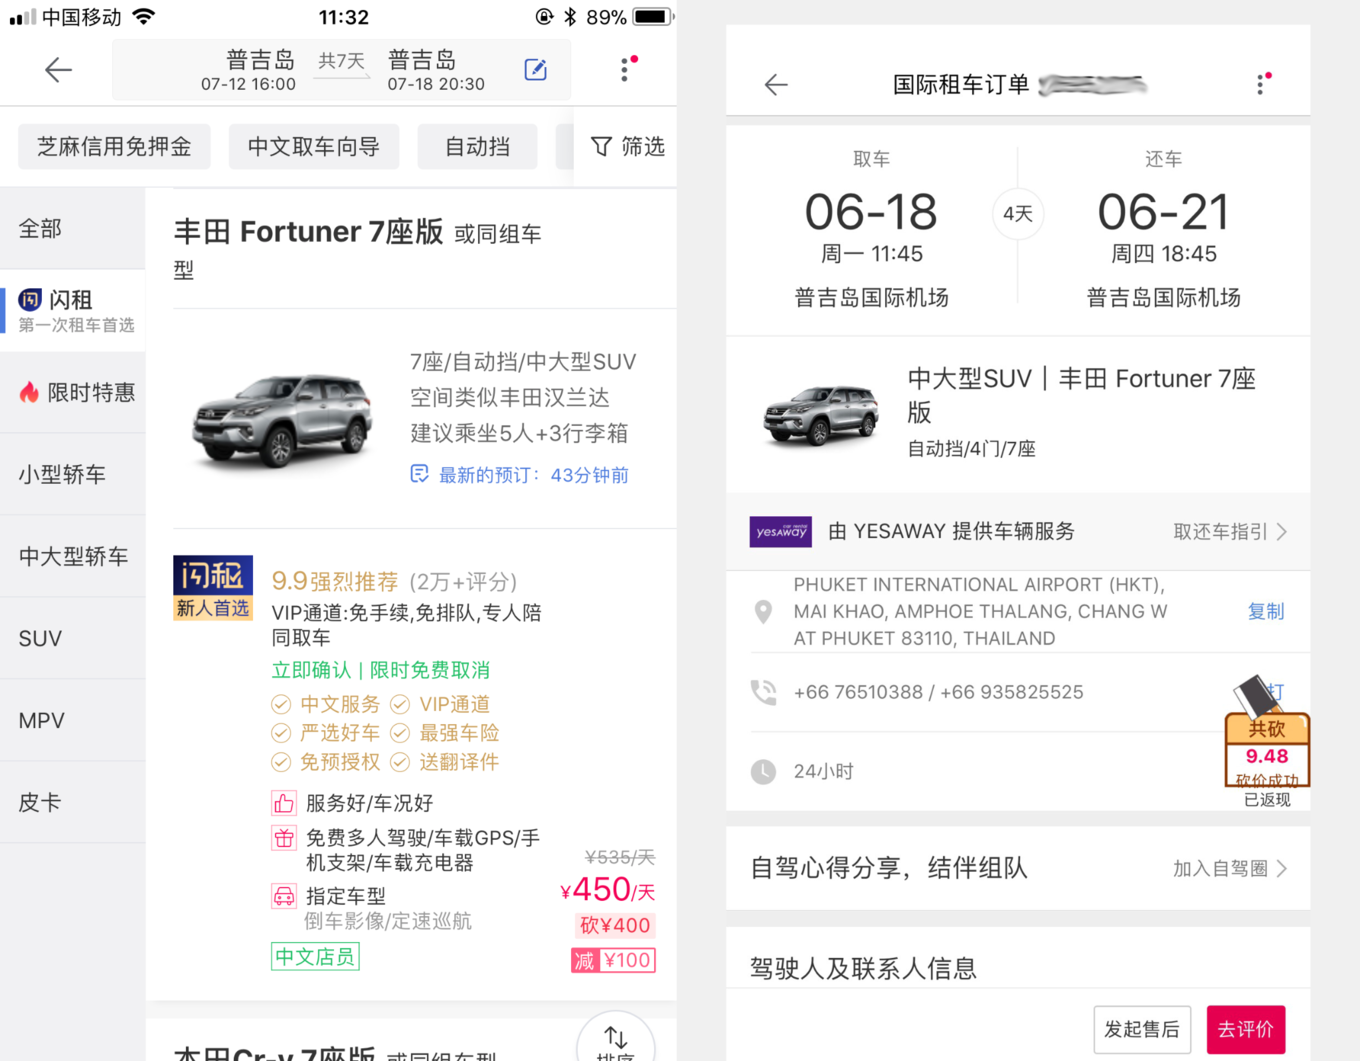 中国移动
11:32
89%
普吉岛
07-12 16:00
共7天
普吉岛
07-18 20:30
芝麻信用免押金
中文取车向导
自动挡
筛选
全部
闪 闪租
第一次租车首选
限时特惠
小型轿车
中大型轿车
SUV
MPV
皮卡
丰田 Fortuner 7座版 或同组车
型
7座/自动挡/中大型SUV
空间类似丰田汉兰达
建议乘坐5人+3行李箱
最新的预订：43分钟前
闪租
新人首选
9.9强烈推荐 (2万+评分)
VIP通道:免手续,免排队,专人陪
同取车
立即确认 | 限时免费取消
中文服务 VIP通道
严选好车 最强车险
免预授权 送翻译件
服务好/车况好
免费多人驾驶/车载GPS/手
机支架/车载充电器
指定车型
倒车影像/定速巡航
中文店员
¥535/天
¥450/天
砍¥400
减 ¥100
本田Cr-v 7座版 或同组车型
排序
国际租车订单
取车
06-18
周一 11:45
普吉岛国际机场
4天
还车
06-21
周四 18:45
普吉岛国际机场
中大型SUV | 丰田 Fortuner 7座
版
自动挡/4门/7座
yesaway car rental
由 YESAWAY 提供车辆服务
取还车指引
PHUKET INTERNATIONAL AIRPORT (HKT),
MAI KHAO, AMPHOE THALANG, CHANG W
AT PHUKET 83110, THAILAND
复制
+66 76510388 / +66 935825525
打
24小时
共砍
9.48
砍价成功
已返现
自驾心得分享，结伴组队
加入自驾圈
驾驶人及联系人信息
发起售后
去评价